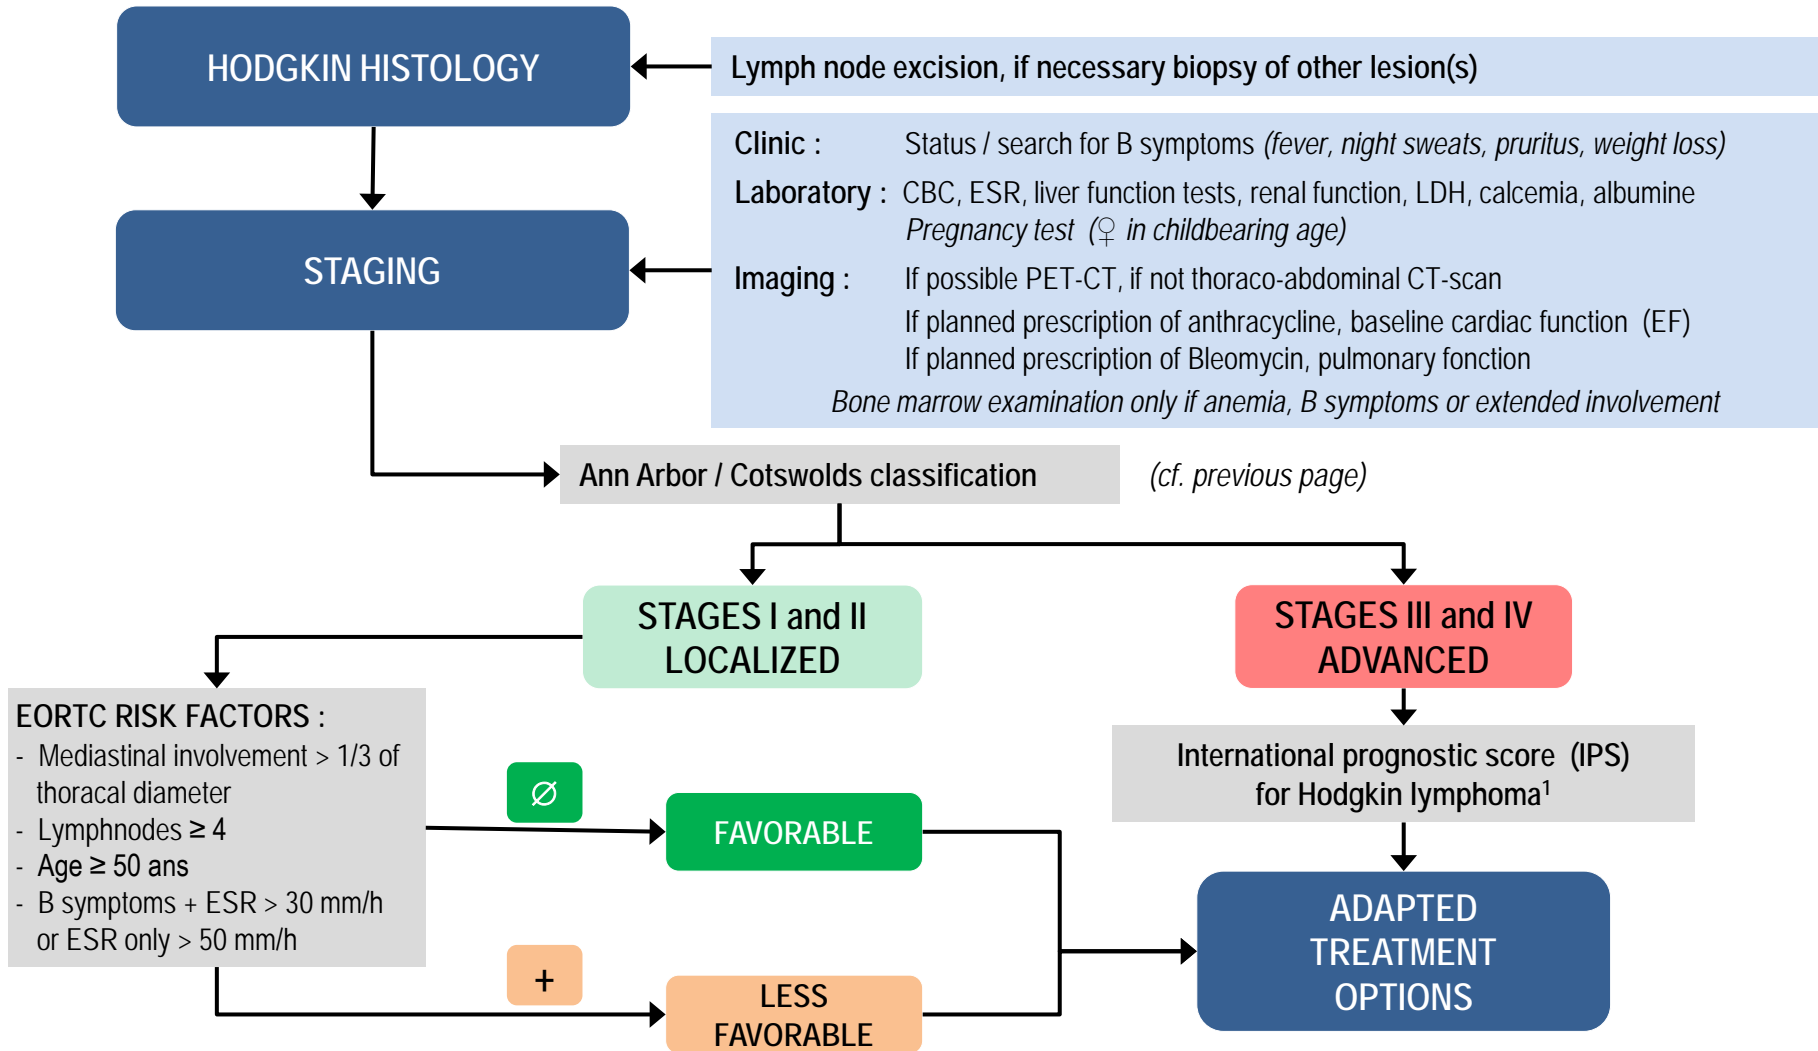 HODGKIN HISTOLOGY
Lymph node excision, if necessary biopsy of other lesion(s)
STAGING
Clinic : Status / search for B symptoms (fever, night sweats, pruritus, weight loss)
Laboratory : CBC, ESR, liver function tests, renal function, LDH, calcemia, albumine
Pregnancy test (♀ in childbearing age)
Imaging : If possible PET-CT, if not thoraco-abdominal CT-scan
If planned prescription of anthracycline, baseline cardiac function (EF)
If planned prescription of Bleomycin, pulmonary fonction
Bone marrow examination only if anemia, B symptoms or extended involvement
Ann Arbor / Cotswolds classification (cf. previous page)
STAGES I and II
LOCALIZED
STAGES III and IV
ADVANCED
EORTC RISK FACTORS :
- Mediastinal involvement > 1/3 of
thoracal diameter
- Lymphnodes ≥ 4
- Age ≥ 50 ans
- B symptoms + ESR > 30 mm/h
or ESR only > 50 mm/h
∅
FAVORABLE
+
LESS
FAVORABLE
International prognostic score (IPS)
for Hodgkin lymphoma¹
ADAPTED
TREATMENT
OPTIONS